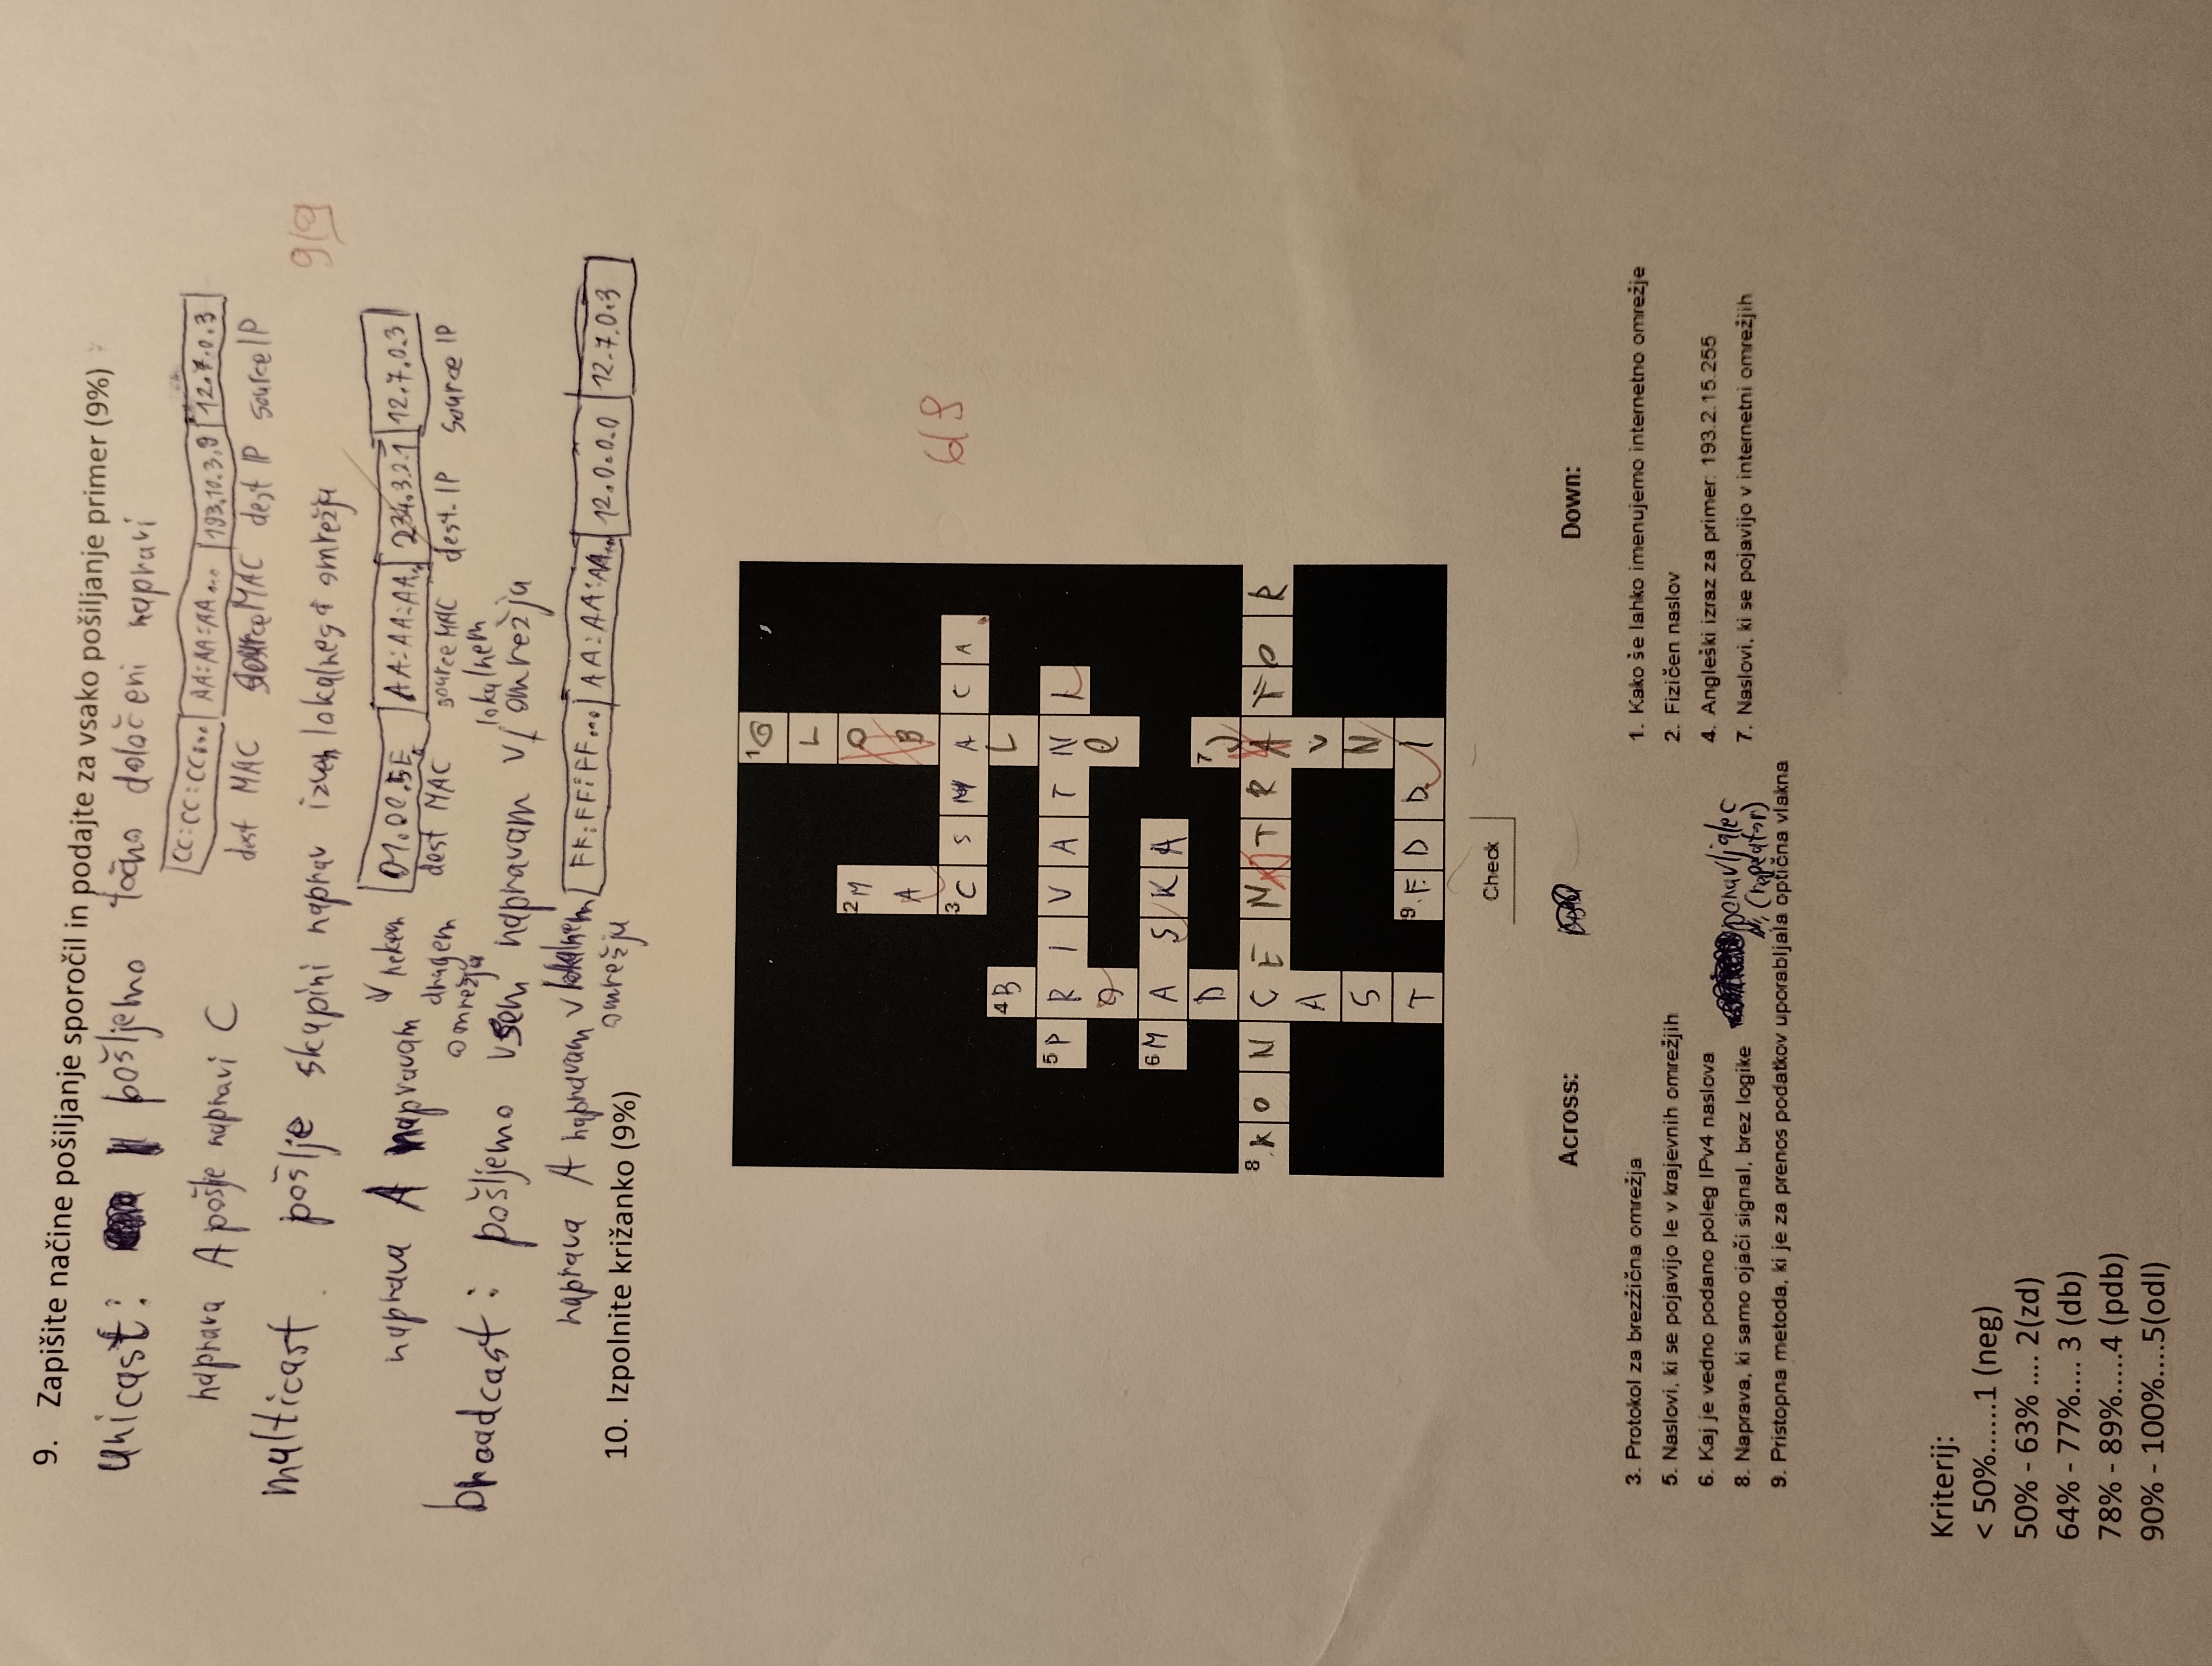 9. Zapišite načine pošiljanje sporočil in podajte za vsako pošiljanje primer (9%)
Unicast: pošljemo točno določeni napravi
naprava A pošlje napravi C
CC:CC:CC... AA:AA:AA... 193.10.3.9 12.7.0.3
dest MAC source MAC dest IP source IP
multicast pošlje skupini naprav izven lokalnega omrežja
9/9
naprava A napravam v nekem drugem omrežju
01.00.5E. AA:AA:AA.. 234.3.2.1 12.7.0.3
dest MAC source MAC dest. IP source IP
broadcast: pošljemo vsem napravam v lokalnem omrežju
naprava A napravam v lokalnem omrežju
FF:FF:FF... AA:AA:AA... 12.0.0.0 12.7.0.3
10. Izpolnite križanko (9%)
1 G
L
2 M O
A B
3 C S M A C A
6/9
4 B L
5 P R I V A T N I
O e
6 M A S K A
D 7 J
8 K O N C E N T R A T O R
A V
S N
T 9 F D D I
Check
Across:
Down:
3. Protokol za brezžična omrežja
5. Naslovi, ki se pojavijo le v krajevnih omrežjih
6. Kaj je vedno podano poleg IPv4 naslova
8. Naprava, ki samo ojači signal, brez logike ponavljalec
(repeator)
9. Pristopna metoda, ki je za prenos podatkov uporabljala optična vlakna
1. Kako še lahko imenujemo internetno omrežje
2. Fizičen naslov
4. Angleški izraz za primer: 193.2.15.255
7. Naslovi, ki se pojavijo v internetni omrežjih
Kriterij:
< 50%......1 (neg)
50% - 63% .... 2(zd)
64% - 77%.... 3 (db)
78% - 89%.....4 (pdb)
90% - 100%....5(odl)